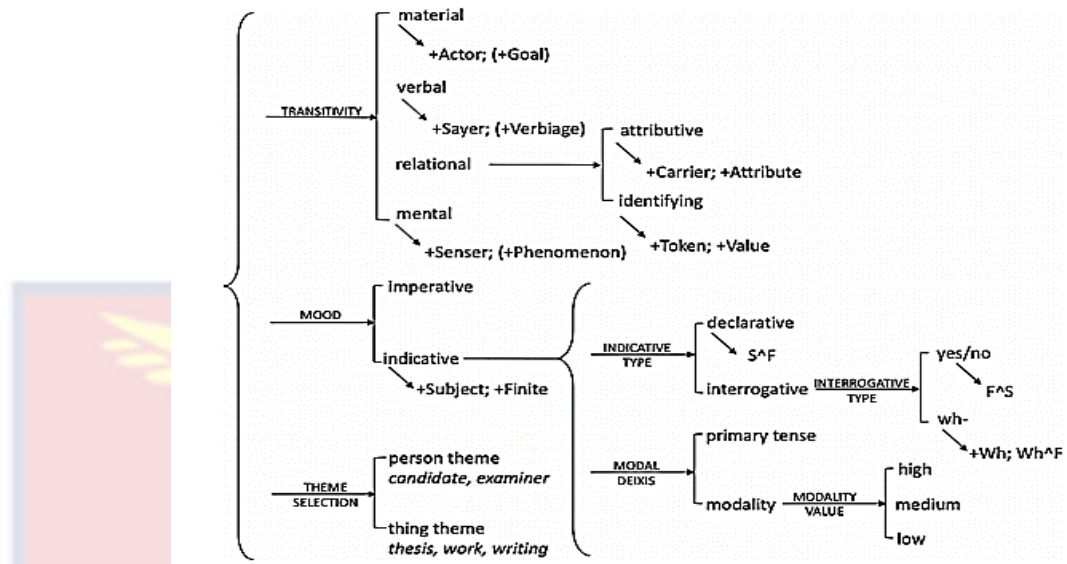 material
+Actor; (+Goal)
verbal
TRANSITIVITY
+Sayer; (+Verbiage)
attributive
relational
+Carrier; +Attribute
identifying
mental
+Token; +Value
+Senser; (+Phenomenon)
imperative
MOOD
declarative
indicative
INDICATIVE
TYPE
S^F
yes/no
+Subject; +Finite
interrogative
INTERROGATIVE
TYPE
F^S
wh-
primary tense
+Wh; Wh^F
person theme
candidate, examiner
MODAL
DEIXIS
high
THEME
SELECTION
modality
MODALITY
VALUE
medium
thing theme
thesis, work, writing
low